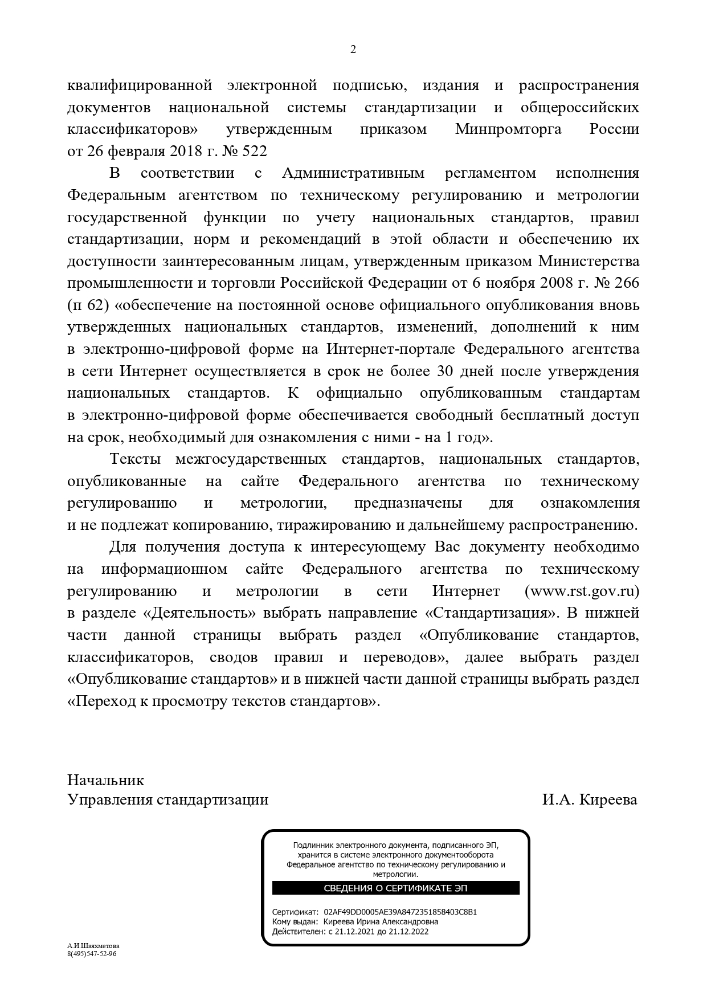 2
квалифицированной электронной подписью, издания и распространения
документов национальной системы стандартизации и общероссийских
классификаторов» утвержденным приказом Минпромторга России
от 26 февраля 2018 г. № 522
В соответствии с Административным регламентом исполнения
Федеральным агентством по техническому регулированию и метрологии
государственной функции по учету национальных стандартов, правил
стандартизации, норм и рекомендаций в этой области и обеспечению их
доступности заинтересованным лицам, утвержденным приказом Министерства
промышленности и торговли Российской Федерации от 6 ноября 2008 г. № 266
(п 62) «обеспечение на постоянной основе официального опубликования вновь
утвержденных национальных стандартов, изменений, дополнений к ним
в электронно-цифровой форме на Интернет-портале Федерального агентства
в сети Интернет осуществляется в срок не более 30 дней после утверждения
национальных стандартов. К официально опубликованным стандартам
в электронно-цифровой форме обеспечивается свободный бесплатный доступ
на срок, необходимый для ознакомления с ними - на 1 год».
Тексты межгосударственных стандартов, национальных стандартов,
опубликованные на сайте Федерального агентства по техническому
регулированию и метрологии, предназначены для ознакомления
и не подлежат копированию, тиражированию и дальнейшему распространению.
Для получения доступа к интересующему Вас документу необходимо
на информационном сайте Федерального агентства по техническому
регулированию и метрологии в сети Интернет (www.rst.gov.ru)
в разделе «Деятельность» выбрать направление «Стандартизация». В нижней
части данной страницы выбрать раздел «Опубликование стандартов,
классификаторов, сводов правил и переводов», далее выбрать раздел
«Опубликование стандартов» и в нижней части данной страницы выбрать раздел
«Переход к просмотру текстов стандартов».
Начальник
Управления стандартизации И.А. Киреева
Подлинник электронного документа, подписанного ЭП,
хранится в системе электронного документооборота
Федеральное агентство по техническому регулированию и
метрологии.
СВЕДЕНИЯ О СЕРТИФИКАТЕ ЭП
Сертификат: 02AF49DD0005AE39A8472351858403C8B1
Кому выдан: Киреева Ирина Александровна
Действителен: с 21.12.2021 до 21.12.2022
А.И.Шаяхметова
8(495)547-52-96